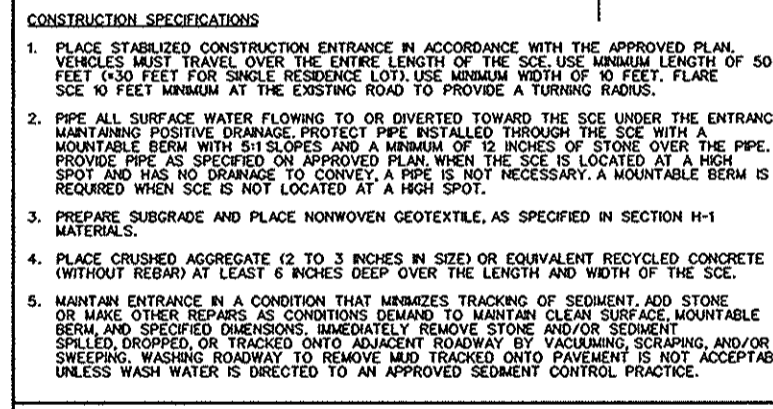 CONSTRUCTION SPECIFICATIONS
1. PLACE STABILIZED CONSTRUCTION ENTRANCE IN ACCORDANCE WITH THE APPROVED PLAN.
VEHICLES MUST TRAVEL OVER THE ENTIRE LENGTH OF THE SCE. USE MINIMUM LENGTH OF 50
FEET (*30 FEET FOR SINGLE RESIDENCE LOT). USE MINIMUM WIDTH OF 10 FEET. FLARE
SCE 10 FEET MINIMUM AT THE EXISTING ROAD TO PROVIDE A TURNING RADIUS.
2. PIPE ALL SURFACE WATER FLOWING TO OR DIVERTED TOWARD THE SCE UNDER THE ENTRANC
MAINTAINING POSITIVE DRAINAGE. PROTECT PIPE INSTALLED THROUGH THE SCE WITH A
MOUNTABLE BERM WITH 5:1 SLOPES AND A MINIMUM OF 12 INCHES OF STONE OVER THE PIPE.
PROVIDE PIPE AS SPECIFIED ON APPROVED PLAN. WHEN THE SCE IS LOCATED AT A HIGH
SPOT AND HAS NO DRAINAGE TO CONVEY, A PIPE IS NOT NECESSARY. A MOUNTABLE BERM IS
REQUIRED WHEN SCE IS NOT LOCATED AT A HIGH SPOT.
3. PREPARE SUBGRADE AND PLACE NONWOVEN GEOTEXTILE, AS SPECIFIED IN SECTION H-1
MATERIALS.
4. PLACE CRUSHED AGGREGATE (2 TO 3 INCHES IN SIZE) OR EQUIVALENT RECYCLED CONCRETE
(WITHOUT REBAR) AT LEAST 6 INCHES DEEP OVER THE LENGTH AND WIDTH OF THE SCE.
5. MAINTAIN ENTRANCE IN A CONDITION THAT MINIMIZES TRACKING OF SEDIMENT. ADD STONE
OR MAKE OTHER REPAIRS AS CONDITIONS DEMAND TO MAINTAIN CLEAN SURFACE, MOUNTABLE
BERM, AND SPECIFIED DIMENSIONS. IMMEDIATELY REMOVE STONE AND/OR SEDIMENT
SPILLED, DROPPED, OR TRACKED ONTO ADJACENT ROADWAY BY VACUUMING, SCRAPING, AND/OR
SWEEPING. WASHING ROADWAY TO REMOVE MUD TRACKED ONTO PAVEMENT IS NOT ACCEPTAB
UNLESS WASH WATER IS DIRECTED TO AN APPROVED SEDIMENT CONTROL PRACTICE.